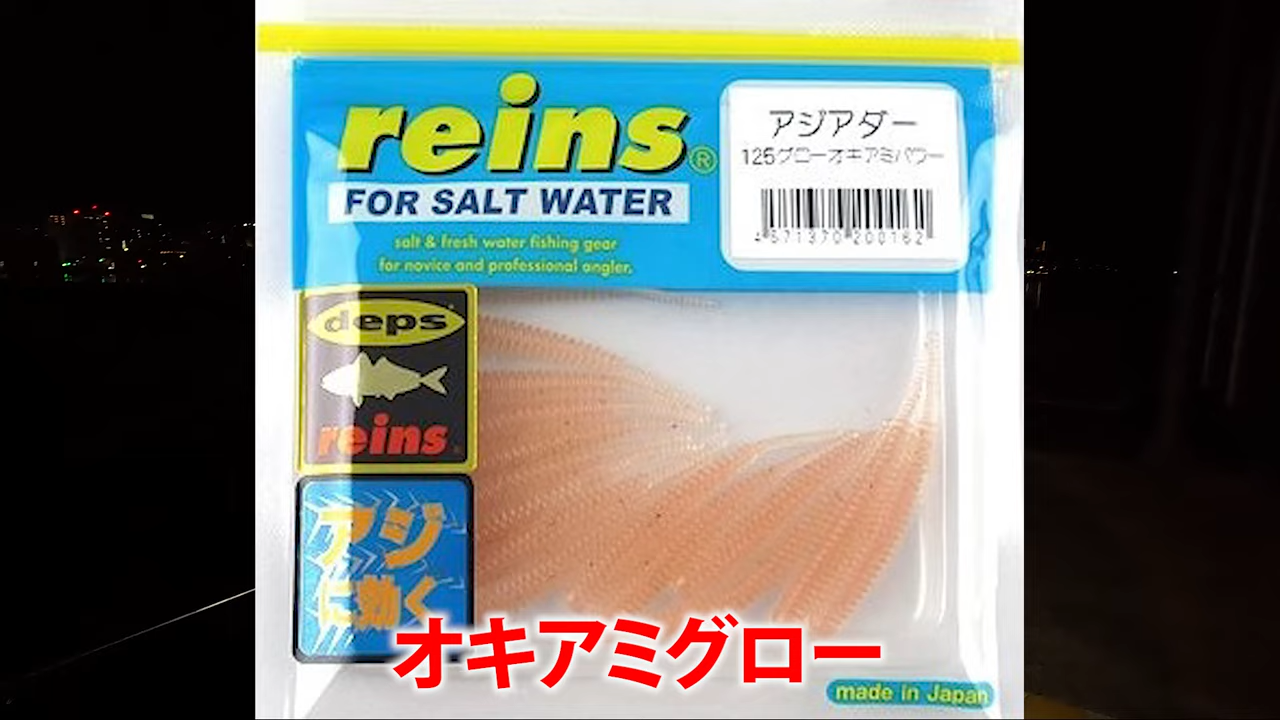 reins®
FOR SALT WATER
salt & fresh water fishing gear
for novice and professional angler.
アジアダー
125グローオキアミパワー
4571370200162
deps
reins
アジ
に効く
オキアミグロー
made in Japan